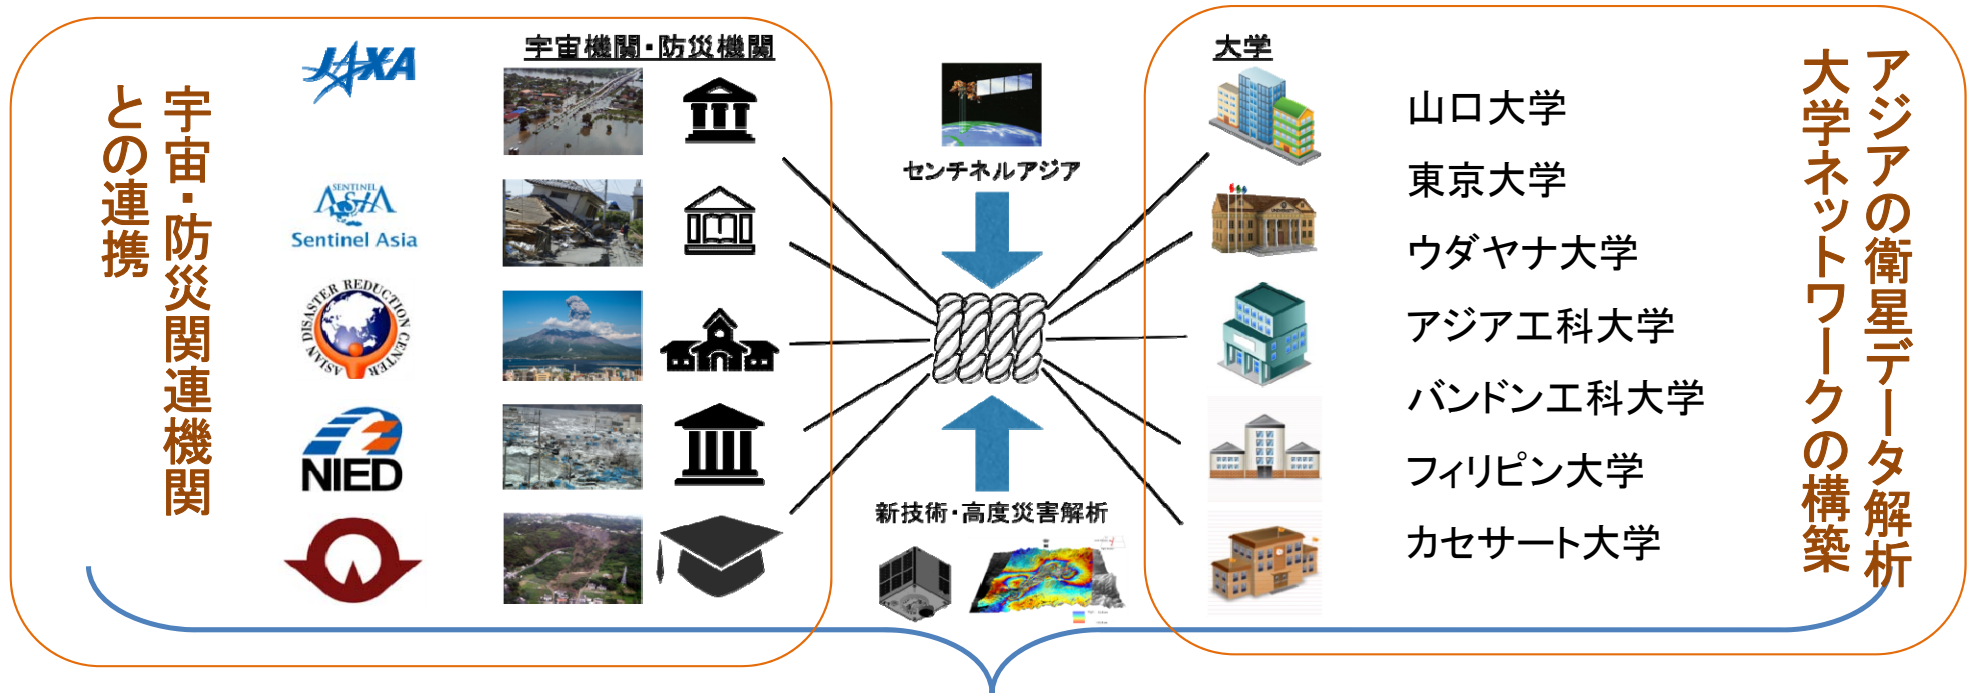 宇宙・防災関連機関
との連携
JAXA
SENTINEL
ASIA
Sentinel Asia
ASIAN DISASTER REDUCTION CENTER
NIED
宇宙機関・防災機関
センチネルアジア
新技術・高度災害解析
大学
山口大学
東京大学
ウダヤナ大学
アジア工科大学
バンドン工科大学
フィリピン大学
カセサート大学
アジアの衛星データ解析
大学ネットワークの構築